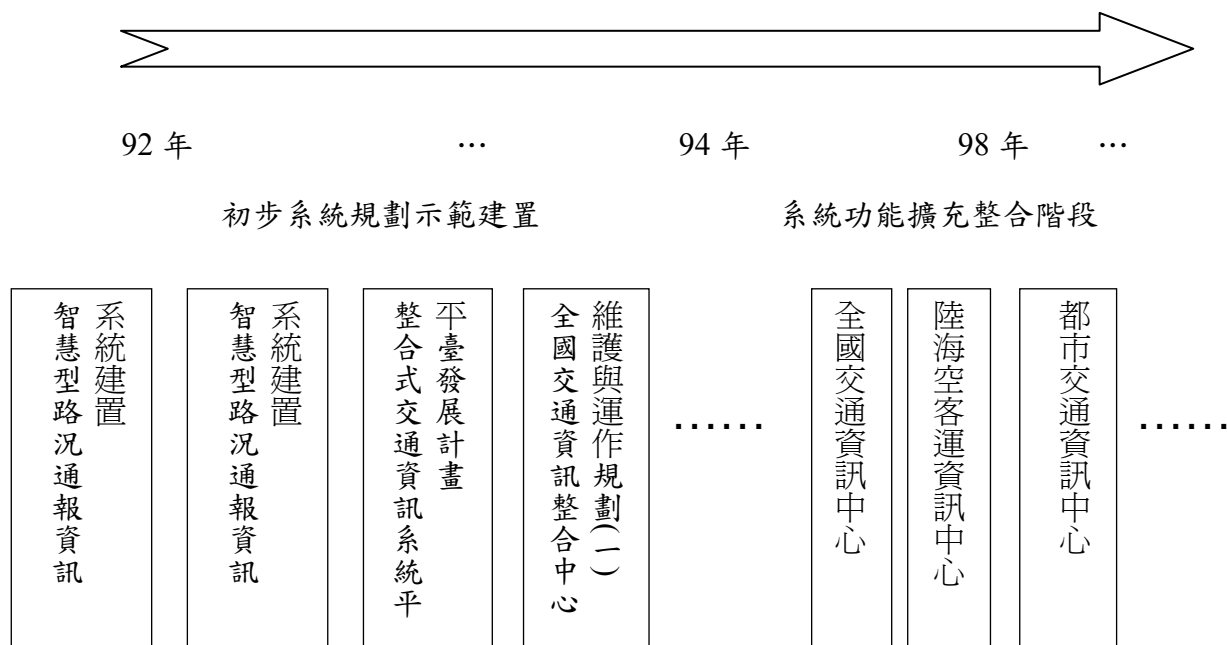 92 年
…
94 年
98 年
…
初步系統規劃示範建置
系統功能擴充整合階段
智慧型路況通報資訊
系統建置
智慧型路況通報資訊
系統建置
整合式交通資訊系統平
平臺發展計畫
全國交通資訊整合中心
維護與運作規劃(一)
……
全國交通資訊中心
陸海空客運資訊中心
都市交通資訊中心
……